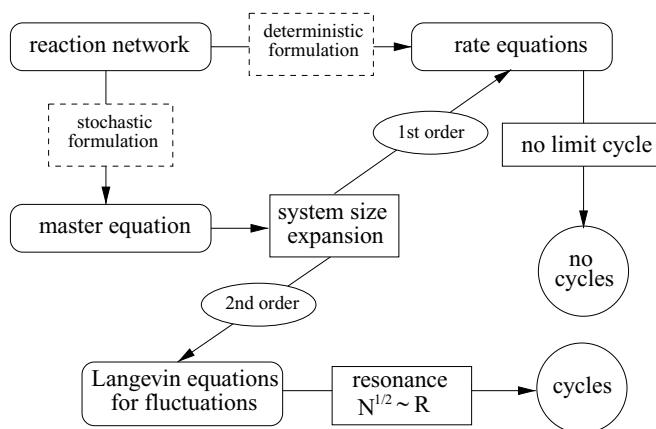 reaction network
deterministic
formulation
rate equations
stochastic
formulation
1st order
no limit cycle
master equation
system size
expansion
no
cycles
2nd order
Langevin equations
for fluctuations
resonance
N^{1/2} ~ R
cycles